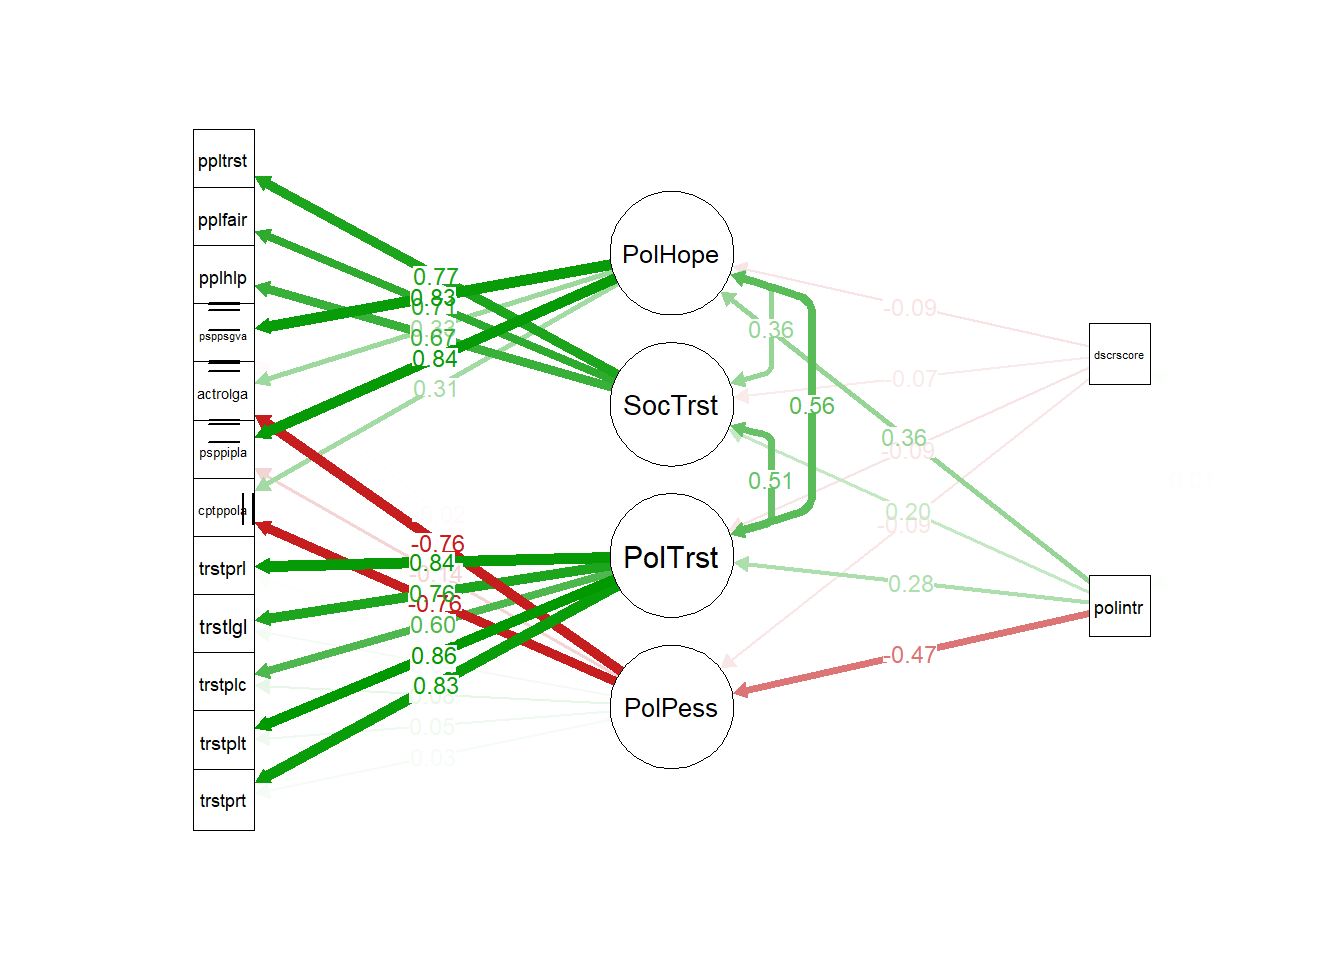 ppltrst
pplfair
pplhlp
psppsgva
actrolga
psppipla
cptppola
trstprl
trstlgl
trstplc
trstplt
trstprt
0.77
0.83
0.71
0.67
0.84
0.31
-0.76
0.84
-0.14
0.76
-0.76
0.60
0.86
0.83
0.05
0.03
PolHope
SocTrst
PolTrst
PolPess
0.36
0.56
0.51
-0.09
0.07
0.36
-0.09
0.20
-0.09
0.28
-0.47
dscrscore
polintr